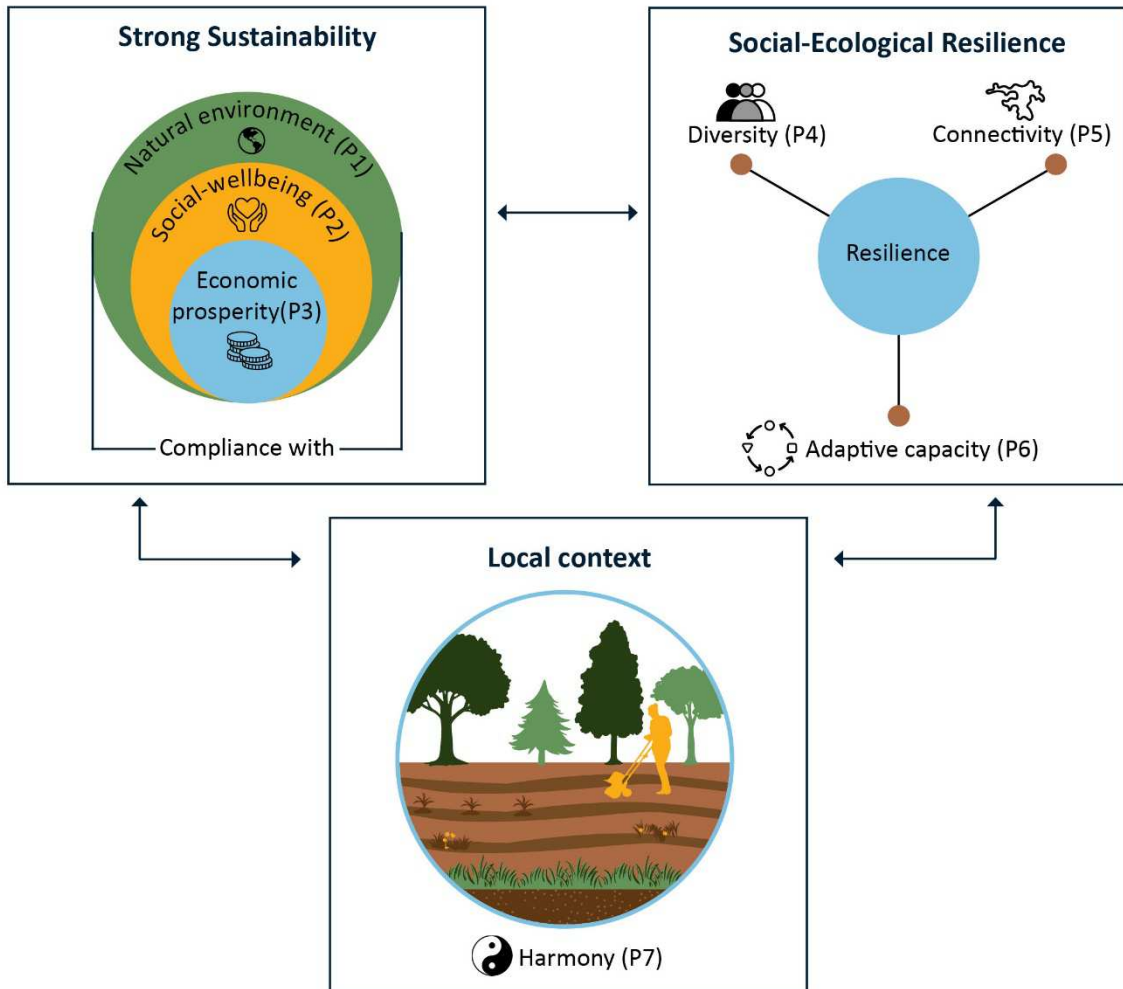 Strong Sustainability
Natural environment (P1)
Social-wellbeing (P2)
Economic
prosperity(P3)
Compliance with
Social-Ecological Resilience
Diversity (P4)
Connectivity (P5)
Resilience
Adaptive capacity (P6)
Local context
Harmony (P7)